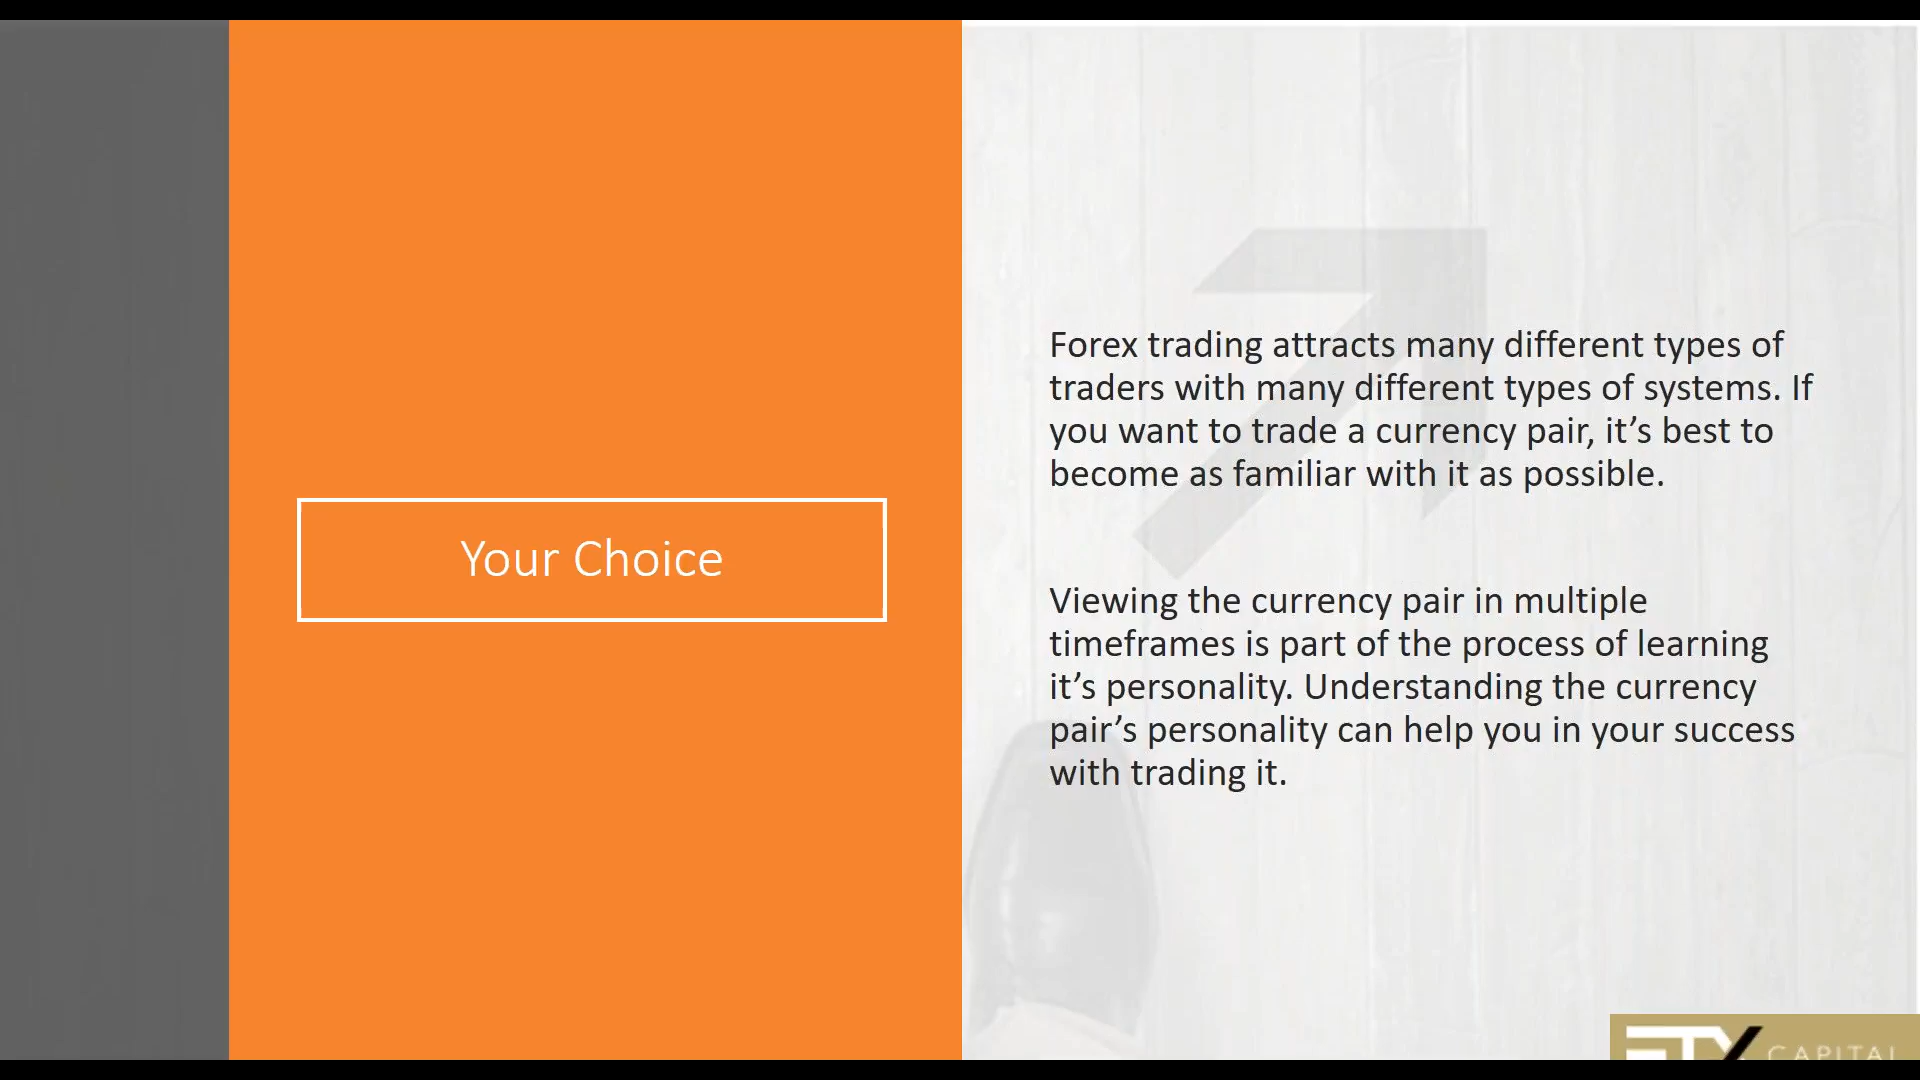 Your Choice
Forex trading attracts many different types of
traders with many different types of systems. If
you want to trade a currency pair, it’s best to
become as familiar with it as possible.
Viewing the currency pair in multiple
timeframes is part of the process of learning
it’s personality. Understanding the currency
pair’s personality can help you in your success
with trading it.
ETX CAPITAL